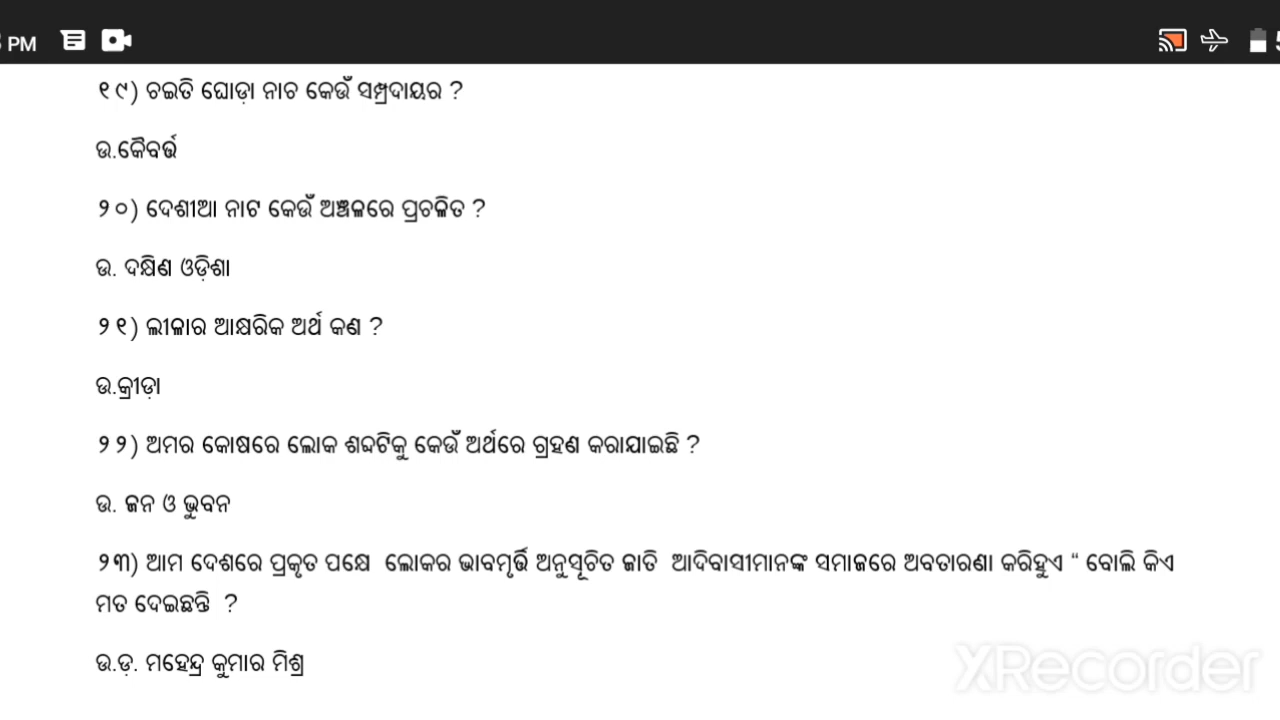 PM
୧୯) ଚଇତି ଘୋଡ଼ା ନାଚ କେଉଁ ସମ୍ପ୍ରଦାୟର ?
ଉ.କୈବର୍ତ୍ତ
୨୦) ଦେଶୀଆ ନାଟ କେଉଁ ଅଞ୍ଚଳରେ ପ୍ରଚଳିତ ?
ଉ. ଦକ୍ଷିଣ ଓଡ଼ିଶା
୨୧) ଲୀଳାର ଆକ୍ଷରିକ ଅର୍ଥ କଣ ?
ଉ.କ୍ରୀଡ଼ା
୨୨) ଅମର କୋଷରେ ଲୋକ ଶବ୍ଦଟିକୁ କେଉଁ ଅର୍ଥରେ ଗ୍ରହଣ କରାଯାଇଛି ?
ଉ. ଜନ ଓ ଭୁବନ
୨୩) ଆମ ଦେଶରେ ପ୍ରକୃତ ପକ୍ଷେ ଲୋକର ଭାବମୂର୍ତ୍ତି ଅନୁସୂଚିତ ଜାତି ଆଦିବାସୀମାନଙ୍କ ସମାଜରେ ଅବତାରଣା କରିହୁଏ “ ବୋଲି କିଏ
ମତ ଦେଇଛନ୍ତି ?
ଉ.ଡ଼. ମହେନ୍ଦ୍ର କୁମାର ମିଶ୍ର
XRecorder